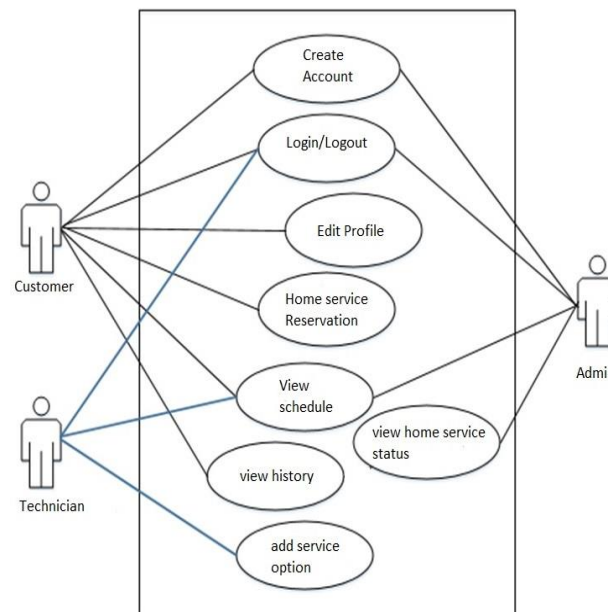 Create
Account
Login/Logout
Edit Profile
Customer
Home service
Reservation
Admi
View
schedule
view home service
status
view history
Technician
add service
option